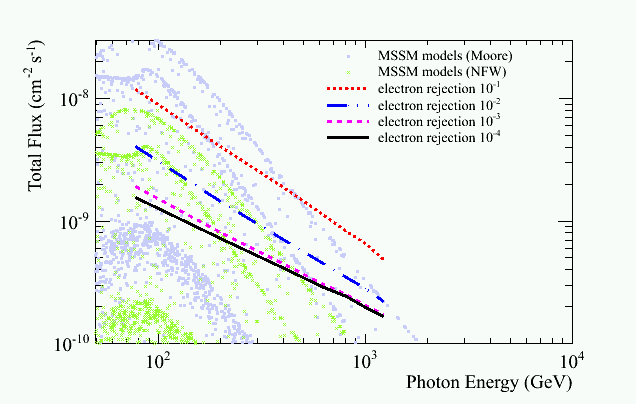 Total Flux (cm⁻² s⁻¹)
MSSM models (Moore)
MSSM models (NFW)
electron rejection 10⁻¹
electron rejection 10⁻²
electron rejection 10⁻³
electron rejection 10⁻⁴
10⁻⁸
10⁻⁹
10⁻¹⁰
10² 10³ 10⁴
Photon Energy (GeV)